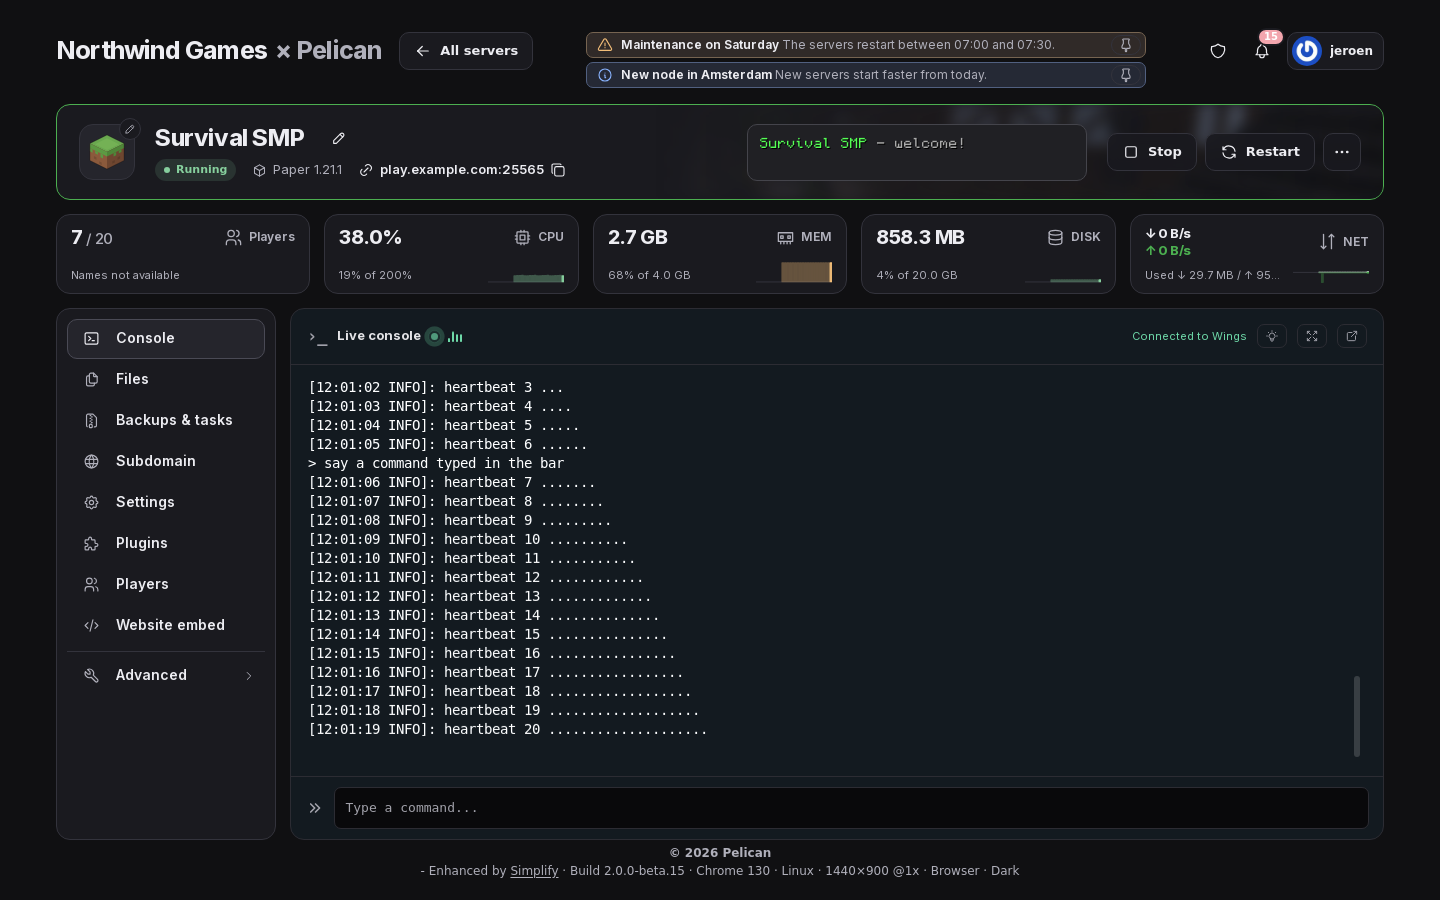 Northwind Games × Pelican
All servers
Maintenance on Saturday The servers restart between 07:00 and 07:30.
New node in Amsterdam New servers start faster from today.
15
jeroen
Survival SMP
Running
Paper 1.21.1
play.example.com:25565
Survival SMP - welcome!
Stop
Restart
7 / 20
Players
Names not available
38.0%
CPU
19% of 200%
2.7 GB
MEM
68% of 4.0 GB
858.3 MB
DISK
4% of 20.0 GB
↓ 0 B/s
↑ 0 B/s
NET
Used ↓ 29.7 MB / ↑ 95...
Console
Files
Backups & tasks
Subdomain
Settings
Plugins
Players
Website embed
Advanced
Live console
Connected to Wings
[12:01:02 INFO]: heartbeat 3 ...
[12:01:03 INFO]: heartbeat 4 ....
[12:01:04 INFO]: heartbeat 5 .....
[12:01:05 INFO]: heartbeat 6 ......
> say a command typed in the bar
[12:01:06 INFO]: heartbeat 7 .......
[12:01:07 INFO]: heartbeat 8 ........
[12:01:08 INFO]: heartbeat 9 .........
[12:01:09 INFO]: heartbeat 10 ..........
[12:01:10 INFO]: heartbeat 11 ...........
[12:01:11 INFO]: heartbeat 12 ............
[12:01:12 INFO]: heartbeat 13 .............
[12:01:13 INFO]: heartbeat 14 ..............
[12:01:14 INFO]: heartbeat 15 ...............
[12:01:15 INFO]: heartbeat 16 ................
[12:01:16 INFO]: heartbeat 17 .................
[12:01:17 INFO]: heartbeat 18 ..................
[12:01:18 INFO]: heartbeat 19 ...................
[12:01:19 INFO]: heartbeat 20 ....................
Type a command...
© 2026 Pelican
- Enhanced by Simplify · Build 2.0.0-beta.15 · Chrome 130 · Linux · 1440×900 @1x · Browser · Dark